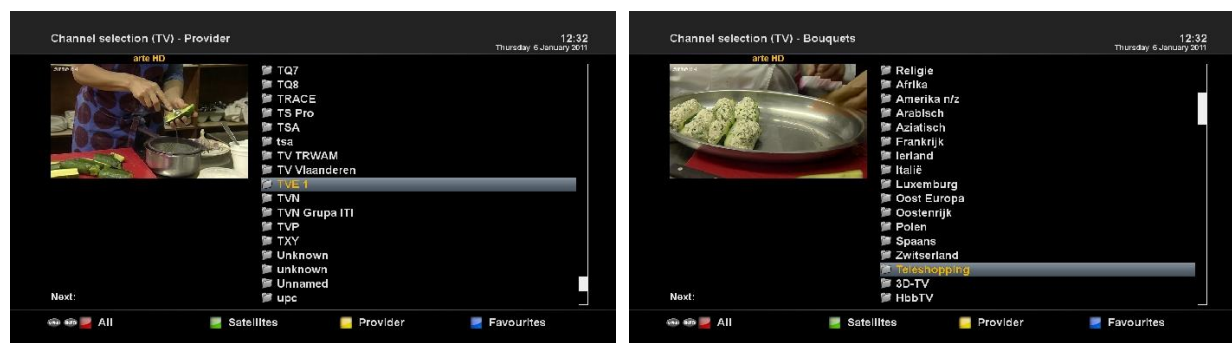 Channel selection (TV) - Provider
12:32
Thursday 6 January 2011
arte HD
TQ7
TQ8
TRACE
TS Pro
TSA
tsa
TV TRWAM
TV Vlaanderen
TVE 1
TVN
TVN Grupa ITI
TVP
TXY
Unknown
unknown
Unnamed
upc
Next:
All
Satellites
Provider
Favourites
Channel selection (TV) - Bouquets
12:32
Thursday 6 January 2011
arte HD
Religie
Afrika
Amerika n/z
Arabisch
Aziatisch
Frankrijk
Ierland
Italië
Luxemburg
Oost Europa
Oostenrijk
Polen
Spaans
Zwitserland
Teleshopping
3D-TV
HbbTV
Next:
All
Satellites
Provider
Favourites